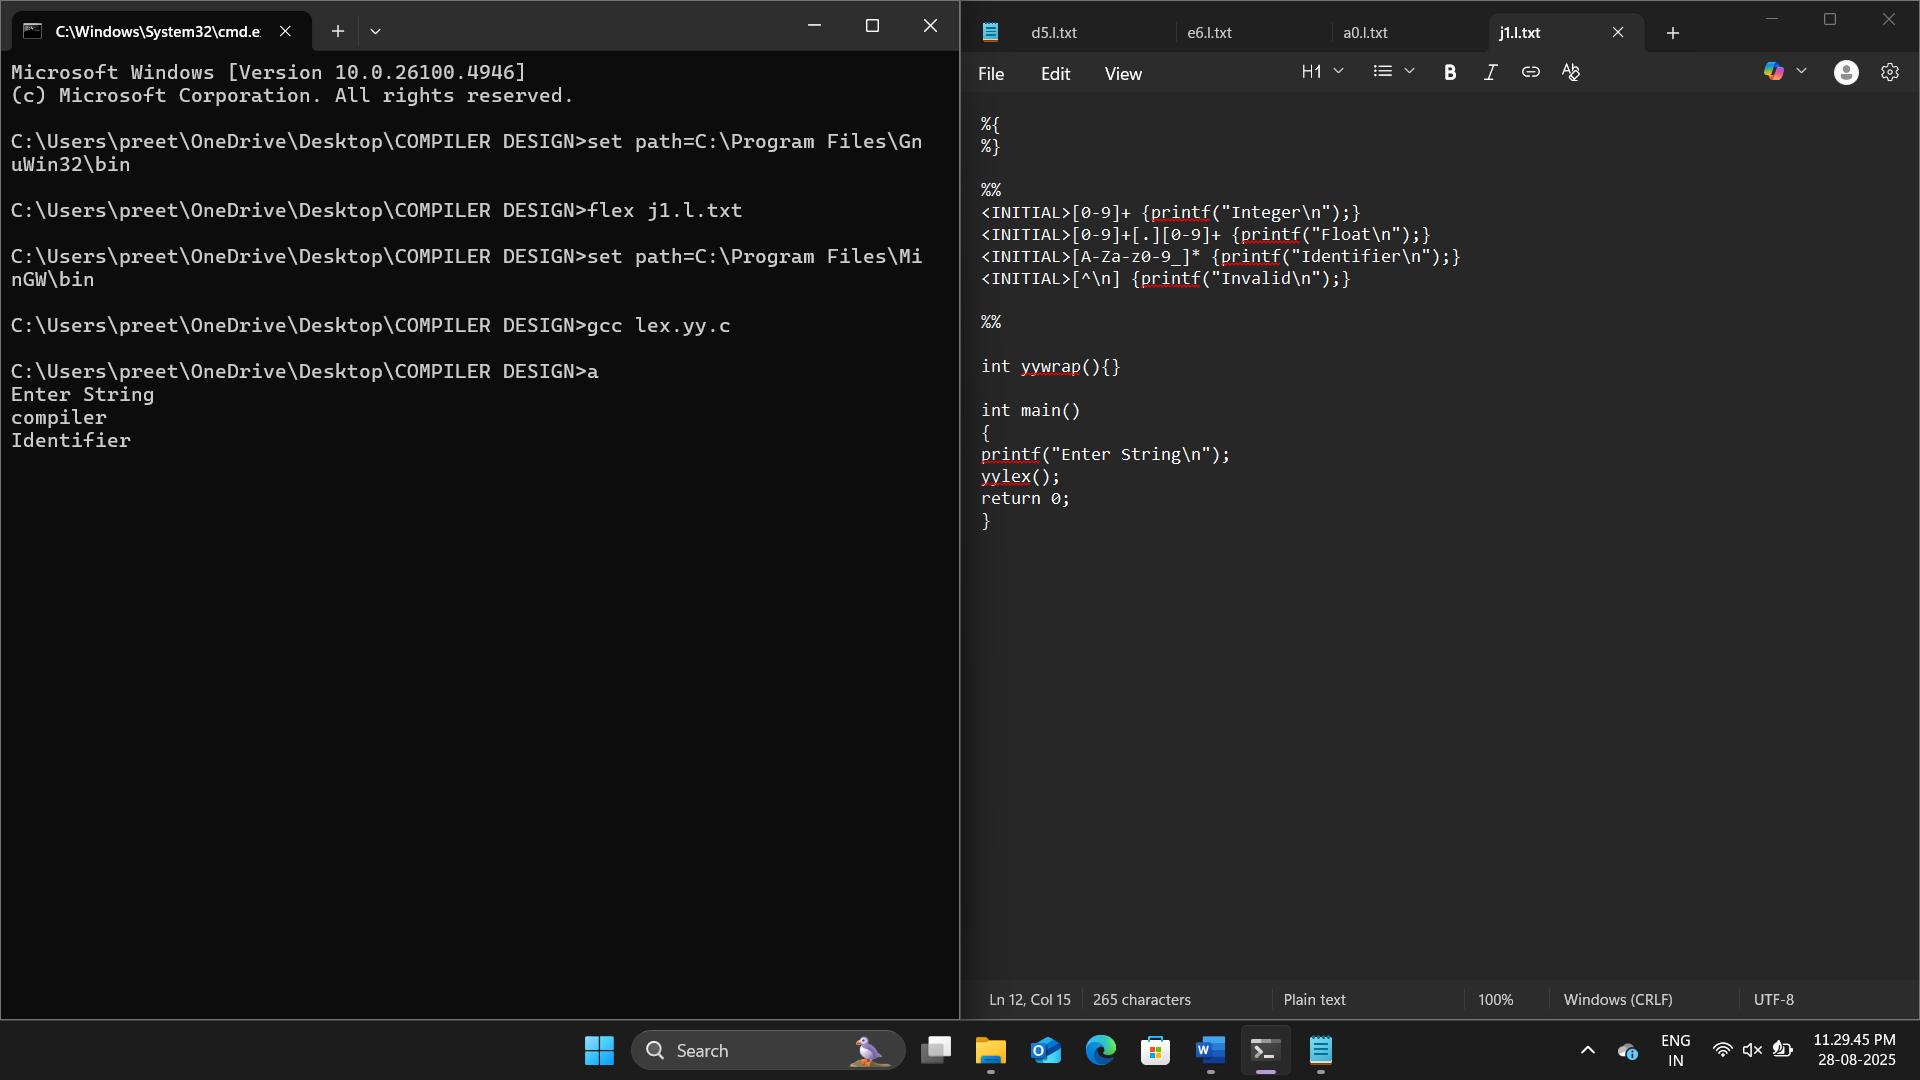 C:\Windows\System32\cmd.e
Microsoft Windows [Version 10.0.26100.4946]
(c) Microsoft Corporation. All rights reserved.
C:\Users\preet\OneDrive\Desktop\COMPILER DESIGN>set path=C:\Program Files\Gn
uWin32\bin
C:\Users\preet\OneDrive\Desktop\COMPILER DESIGN>flex j1.l.txt
C:\Users\preet\OneDrive\Desktop\COMPILER DESIGN>set path=C:\Program Files\Mi
nGW\bin
C:\Users\preet\OneDrive\Desktop\COMPILER DESIGN>gcc lex.yy.c
C:\Users\preet\OneDrive\Desktop\COMPILER DESIGN>a
Enter String
compiler
Identifier
d5.l.txt e6.l.txt a0.l.txt j1.l.txt
File Edit View H1 B I
%{
%}
%%
<INITIAL>[0-9]+ {printf("Integer\n");}
<INITIAL>[0-9]+[.][0-9]+ {printf("Float\n");}
<INITIAL>[A-Za-z0-9_]* {printf("Identifier\n");}
<INITIAL>[^\n] {printf("Invalid\n");}
%%
int yywrap(){}
int main()
{
printf("Enter String\n");
yylex();
return 0;
}
Ln 12, Col 15 265 characters Plain text 100% Windows (CRLF) UTF-8
Search
ENG
IN
11.29.45 PM
28-08-2025